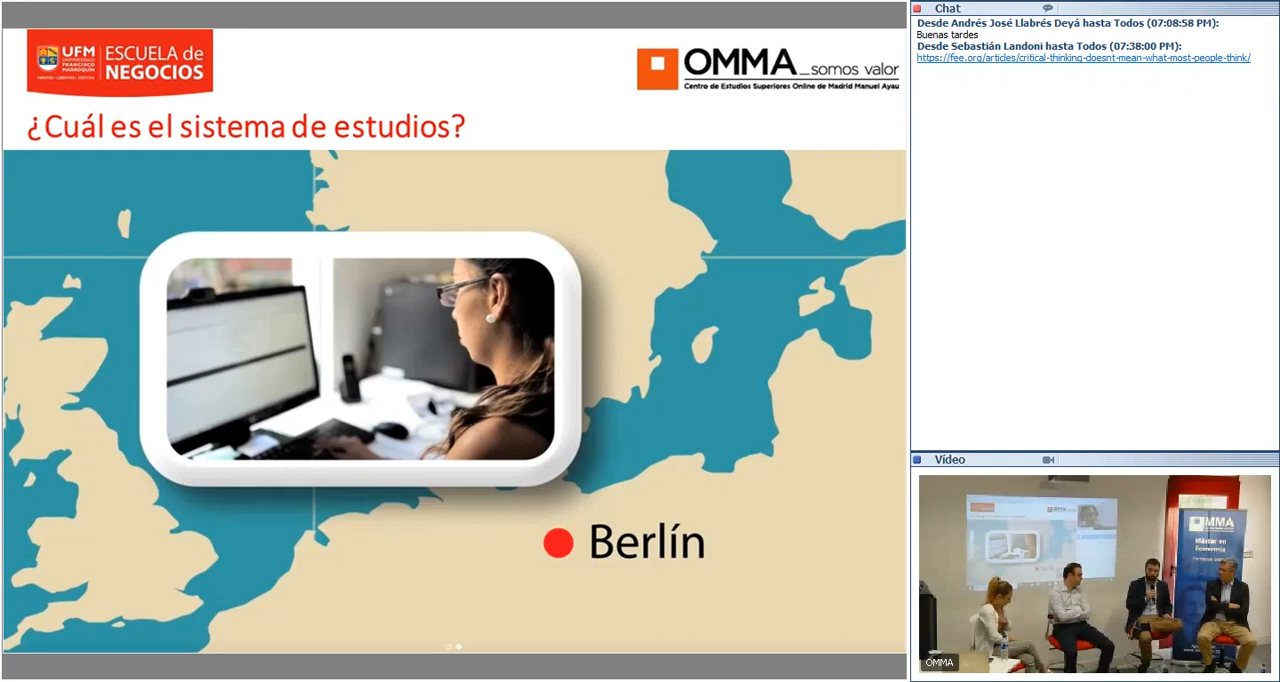 UFM
UNIVERSIDAD
FRANCISCO
MARROQUÍN
ESCUELA de
NEGOCIOS
OMMA_somos valor
Centro de Estudios Superiores Online de Madrid Manuel Ayau
¿Cuál es el sistema de estudios?
Berlín
Chat
Desde Andrés José Llabrés Deyá hasta Todos (07:08:58 PM):
Buenas tardes
Desde Sebastián Landoni hasta Todos (07:38:00 PM):
https://fee.org/articles/critical-thinking-doesnt-mean-what-most-people-think/
Vídeo
OMMA
Máster en
Economía
OMMA